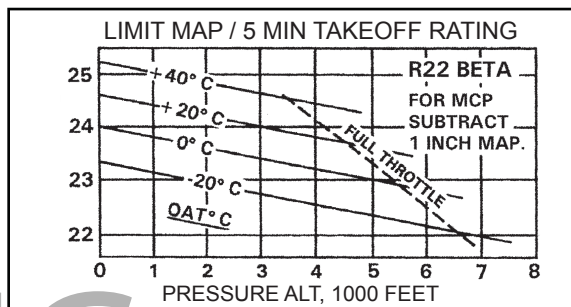 LIMIT MAP / 5 MIN TAKEOFF RATING
R22 BETA
FOR MCP
SUBTRACT
1 INCH MAP.
25
24
23
22
+40°C
+20°C
0°C
-20°C
OAT°C
FULL THROTTLE
0 1 2 3 4 5 6 7 8
PRESSURE ALT, 1000 FEET